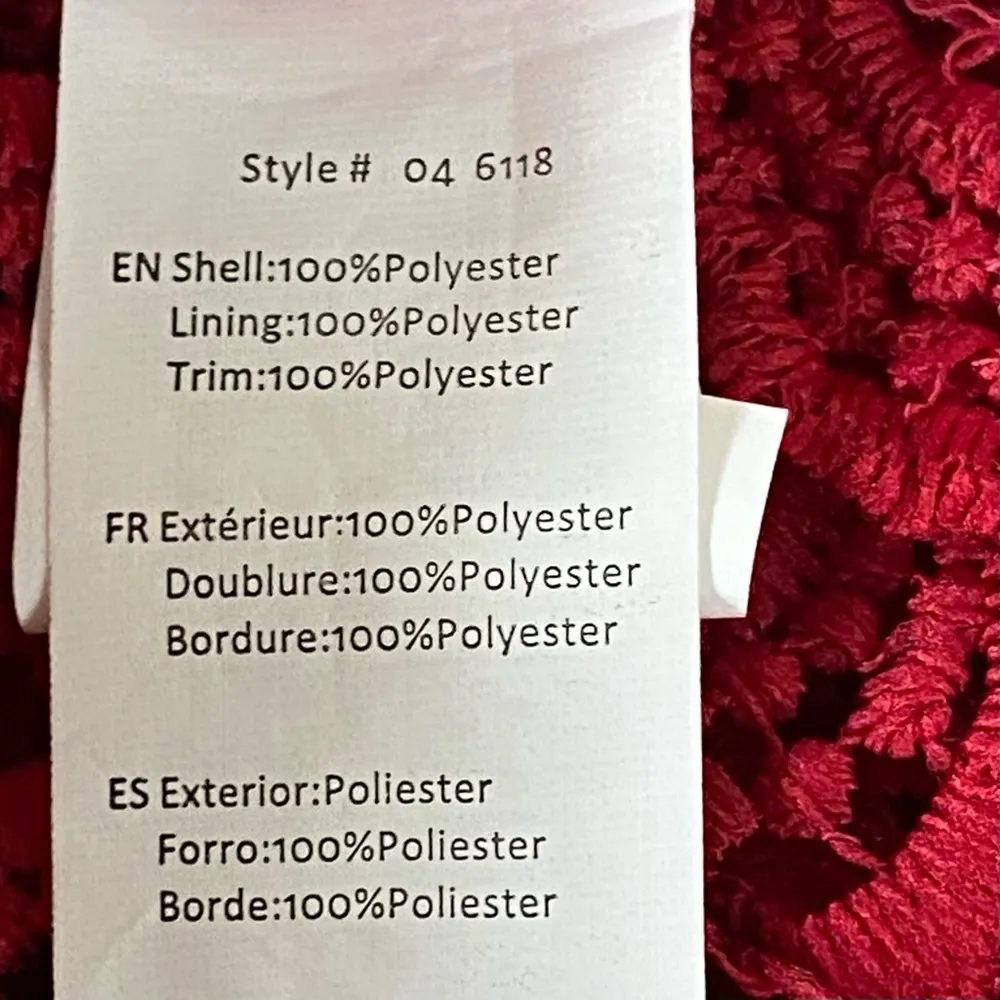 Style # 04 6118
EN Shell:100%Polyester
Lining:100%Polyester
Trim:100%Polyester
FR Extérieur:100%Polyester
Doublure:100%Polyester
Bordure:100%Polyester
ES Exterior:Poliester
Forro:100%Poliester
Borde:100%Poliester